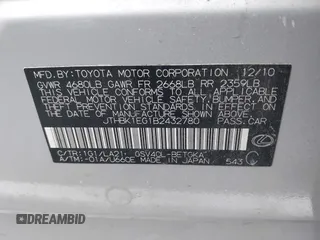 MFD.BY:TOYOTA MOTOR CORPORATION 12/10
GVWR 4680LB GAWR FR 2668LB RR 2359LB
THIS VEHICLE CONFORMS TO ALL APPLICABLE
FEDERAL MOTOR VEHICLE SAFETY, BUMPER, AND
THEFT PREVENTION STANDARDS IN EFFECT ON
THE DATE OF MANUFACTURE SHOWN ABOVE.
JTHBK1EG1B2432780 PASS.CAR
C/TR:1G1/LA21 GSV40L-BETGKA
A/TM:-01A/U660E MADE IN JAPAN 543 C
AutoBidMaster